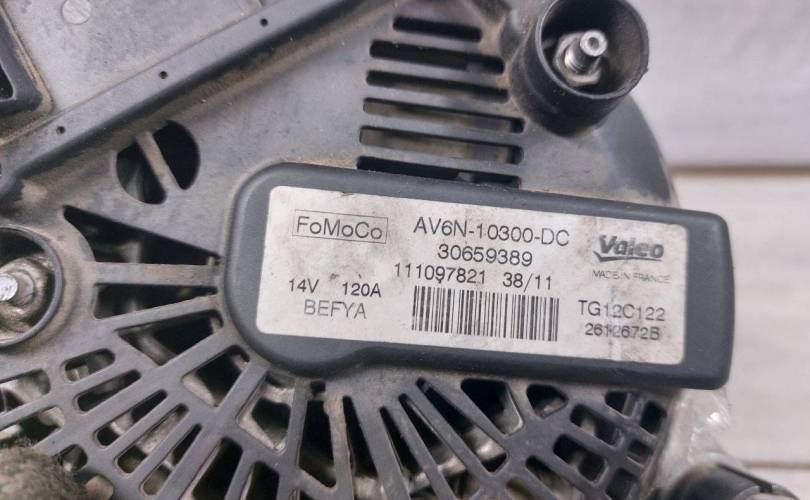 FoMoCo AV6N-10300-DC Valeo
30659389
MADE IN FRANCE
111097821 38/11
14V 120A
BEFYA
TG12C122
2612672B